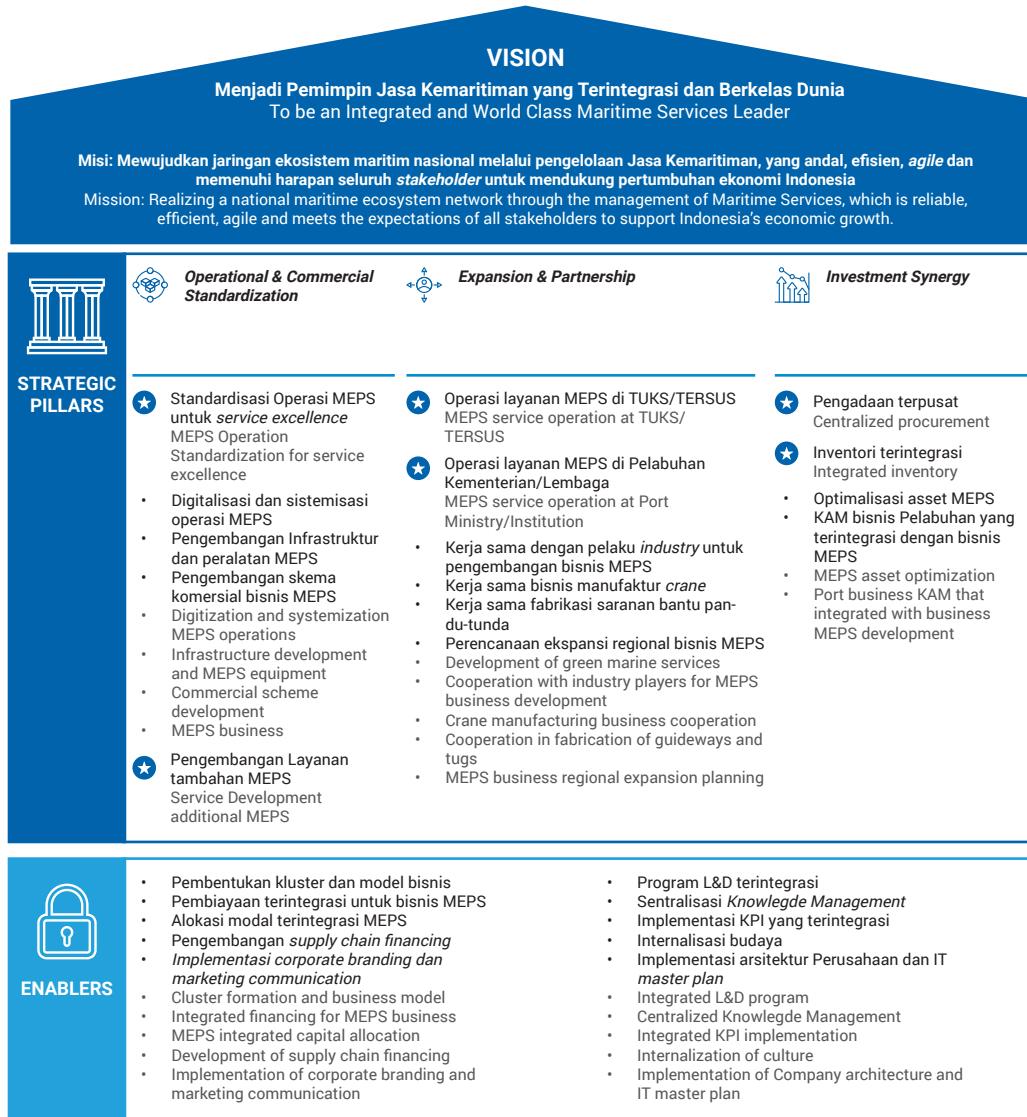 VISION
Menjadi Pemimpin Jasa Kemaritiman yang Terintegrasi dan Berkelas Dunia
To be an Integrated and World Class Maritime Services Leader
Misi: Mewujudkan jaringan ekosistem maritim nasional melalui pengelolaan Jasa Kemaritiman, yang andal, efisien, agile dan
memenuhi harapan seluruh stakeholder untuk mendukung pertumbuhan ekonomi Indonesia
Mission: Realizing a national maritime ecosystem network through the management of Maritime Services, which is reliable,
efficient, agile and meets the expectations of all stakeholders to support Indonesia's economic growth.
STRATEGIC
PILLARS
Operational & Commercial
Standardization
Standardisasi Operasi MEPS
untuk service excellence
MEPS Operation
Standardization for service
excellence
• Digitalisasi dan sistemisasi
operasi MEPS
• Pengembangan Infrastruktur
dan peralatan MEPS
• Pengembangan skema
komersial bisnis MEPS
• Digitization and systemization
MEPS operations
• Infrastructure development
and MEPS equipment
• Commercial scheme
development
• MEPS business
Pengembangan Layanan
tambahan MEPS
Service Development
additional MEPS
Expansion & Partnership
Operasi layanan MEPS di TUKS/TERSUS
MEPS service operation at TUKS/
TERSUS
Operasi layanan MEPS di Pelabuhan
Kementerian/Lembaga
MEPS service operation at Port
Ministry/Institution
• Kerja sama dengan pelaku industry untuk
pengembangan bisnis MEPS
• Kerja sama bisnis manufaktur crane
• Kerja sama fabrikasi saranan bantu pan-
du-tunda
• Perencanaan ekspansi regional bisnis MEPS
• Development of green marine services
• Cooperation with industry players for MEPS
business development
• Crane manufacturing business cooperation
• Cooperation in fabrication of guideways and
tugs
• MEPS business regional expansion planning
Investment Synergy
Pengadaan terpusat
Centralized procurement
Inventori terintegrasi
Integrated inventory
• Optimalisasi asset MEPS
• KAM bisnis Pelabuhan yang
terintegrasi dengan bisnis
MEPS
• MEPS asset optimization
• Port business KAM that
integrated with business
MEPS development
ENABLERS
• Pembentukan kluster dan model bisnis
• Pembiayaan terintegrasi untuk bisnis MEPS
• Alokasi modal terintegrasi MEPS
• Pengembangan supply chain financing
• Implementasi corporate branding dan
marketing communication
• Cluster formation and business model
• Integrated financing for MEPS business
• MEPS integrated capital allocation
• Development of supply chain financing
• Implementation of corporate branding and
marketing communication
• Program L&D terintegrasi
• Sentralisasi Knowlegde Management
• Implementasi KPI yang terintegrasi
• Internalisasi budaya
• Implementasi arsitektur Perusahaan dan IT
master plan
• Integrated L&D program
• Centralized Knowlegde Management
• Integrated KPI implementation
• Internalization of culture
• Implementation of Company architecture and
IT master plan